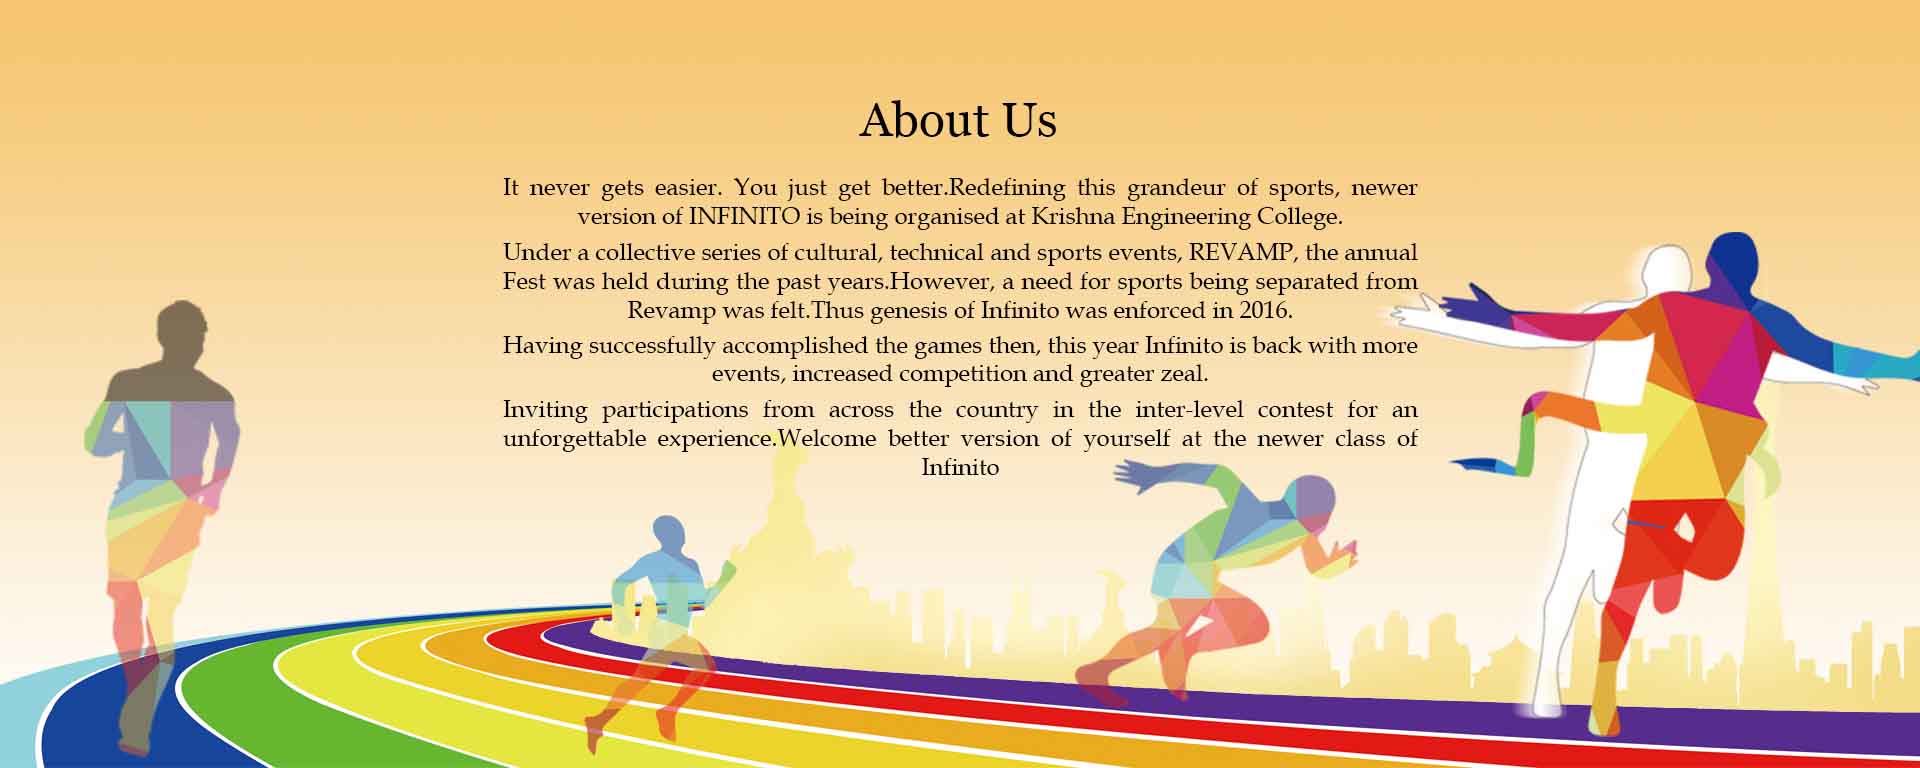 About Us
It never gets easier. You just get better.Redefining this grandeur of sports, newer
version of INFINITO is being organised at Krishna Engineering College.
Under a collective series of cultural, technical and sports events, REVAMP, the annual
Fest was held during the past years.However, a need for sports being separated from
Revamp was felt.Thus genesis of Infinito was enforced in 2016.
Having successfully accomplished the games then, this year Infinito is back with more
events, increased competition and greater zeal.
Inviting participations from across the country in the inter-level contest for an
unforgettable experience.Welcome better version of yourself at the newer class of
Infinito